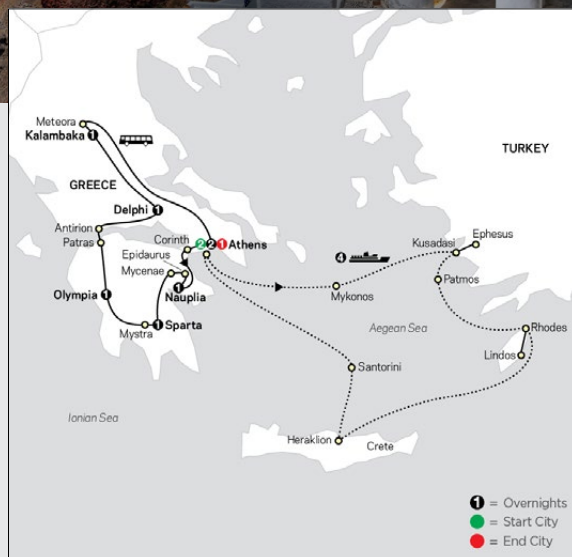 Meteora
Kalambaka 1
TURKEY
GREECE
Delphi 1
Antirion
Patras
Corinth
2 2 1 Athens
Epidaurus
Mycenae
1
Nauplia
Olympia 1
Mystra
1 Sparta
4
Kusadasi
Ephesus
Patmos
Mykonos
Aegean Sea
Rhodes
Lindos
Santorini
Ionian Sea
Heraklion
Crete
1 = Overnights
= Start City
= End City